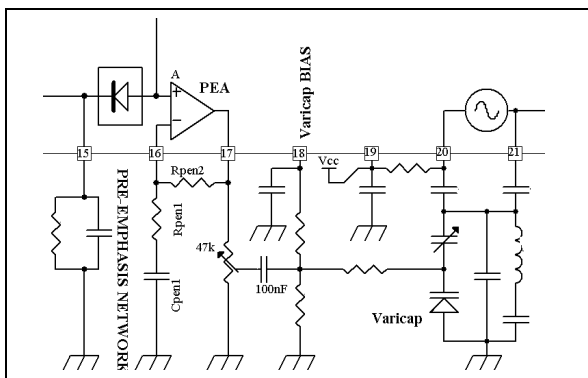 A
PEA
Varicap BIAS
15
16
17
18
19
20
21
Rpen2
Vcc
PRE-EMPHASIS NETWORK
Rpen1
47k
100nF
Cpen1
Varicap
+
−